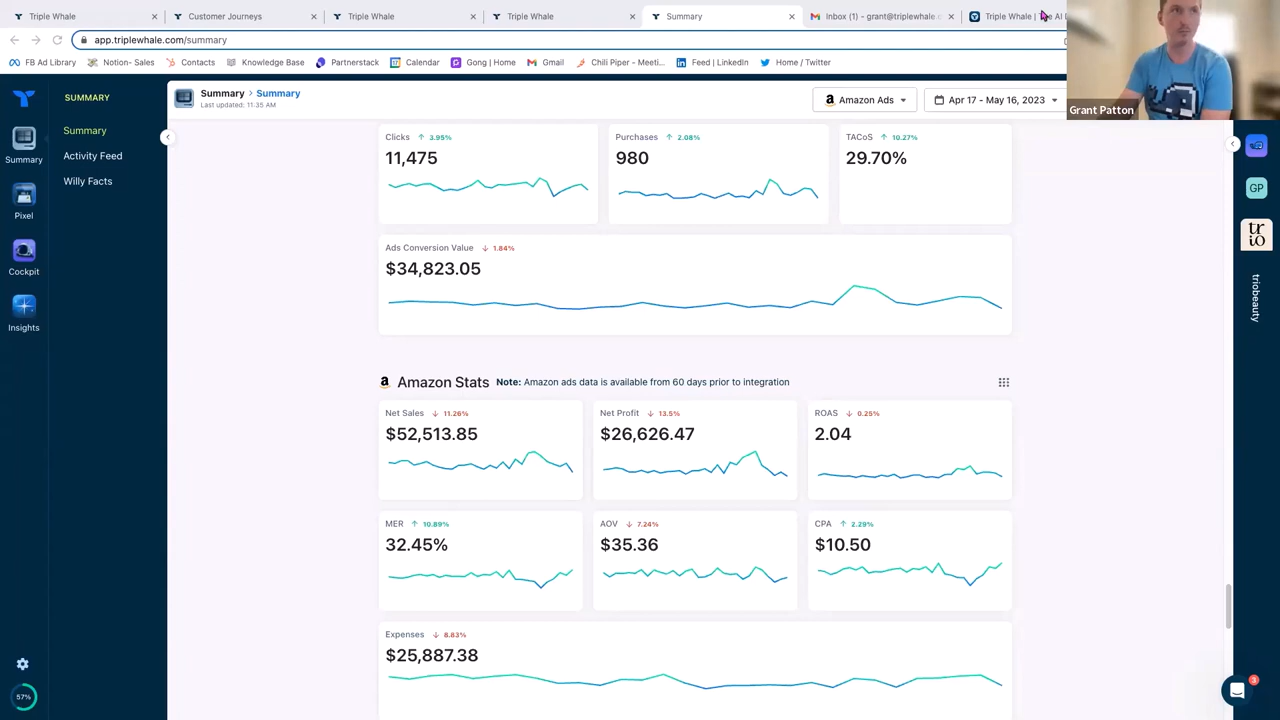 Triple Whale
Customer Journeys
Triple Whale
Triple Whale
Summary
Inbox (1) - grant@triplewhale.
Triple Whale |
app.triplewhale.com/summary
FB Ad Library
Notion- Sales
Contacts
Knowledge Base
Partnerstack
Calendar
Gong | Home
Gmail
Chili Piper - Meeti...
Feed | LinkedIn
Home / Twitter
Grant Patton
SUMMARY
Summary
Activity Feed
Willy Facts
Summary
Pixel
Cockpit
Insights
57%
Summary > Summary
Last updated: 11:35 AM
a Amazon Ads
Apr 17 - May 16, 2023
Clicks ↑ 3.95%
11,475
Purchases ↑ 2.08%
980
TACoS ↑ 10.27%
29.70%
Ads Conversion Value ↓ 1.84%
$34,823.05
a Amazon Stats Note: Amazon ads data is available from 60 days prior to integration
Net Sales ↓ 11.26%
$52,513.85
Net Profit ↓ 13.5%
$26,626.47
ROAS ↓ 0.25%
2.04
MER ↑ 10.89%
32.45%
AOV ↓ 7.24%
$35.36
CPA ↑ 2.29%
$10.50
Expenses ↓ 8.83%
$25,887.38
GP
tr
io
triobeauty
3